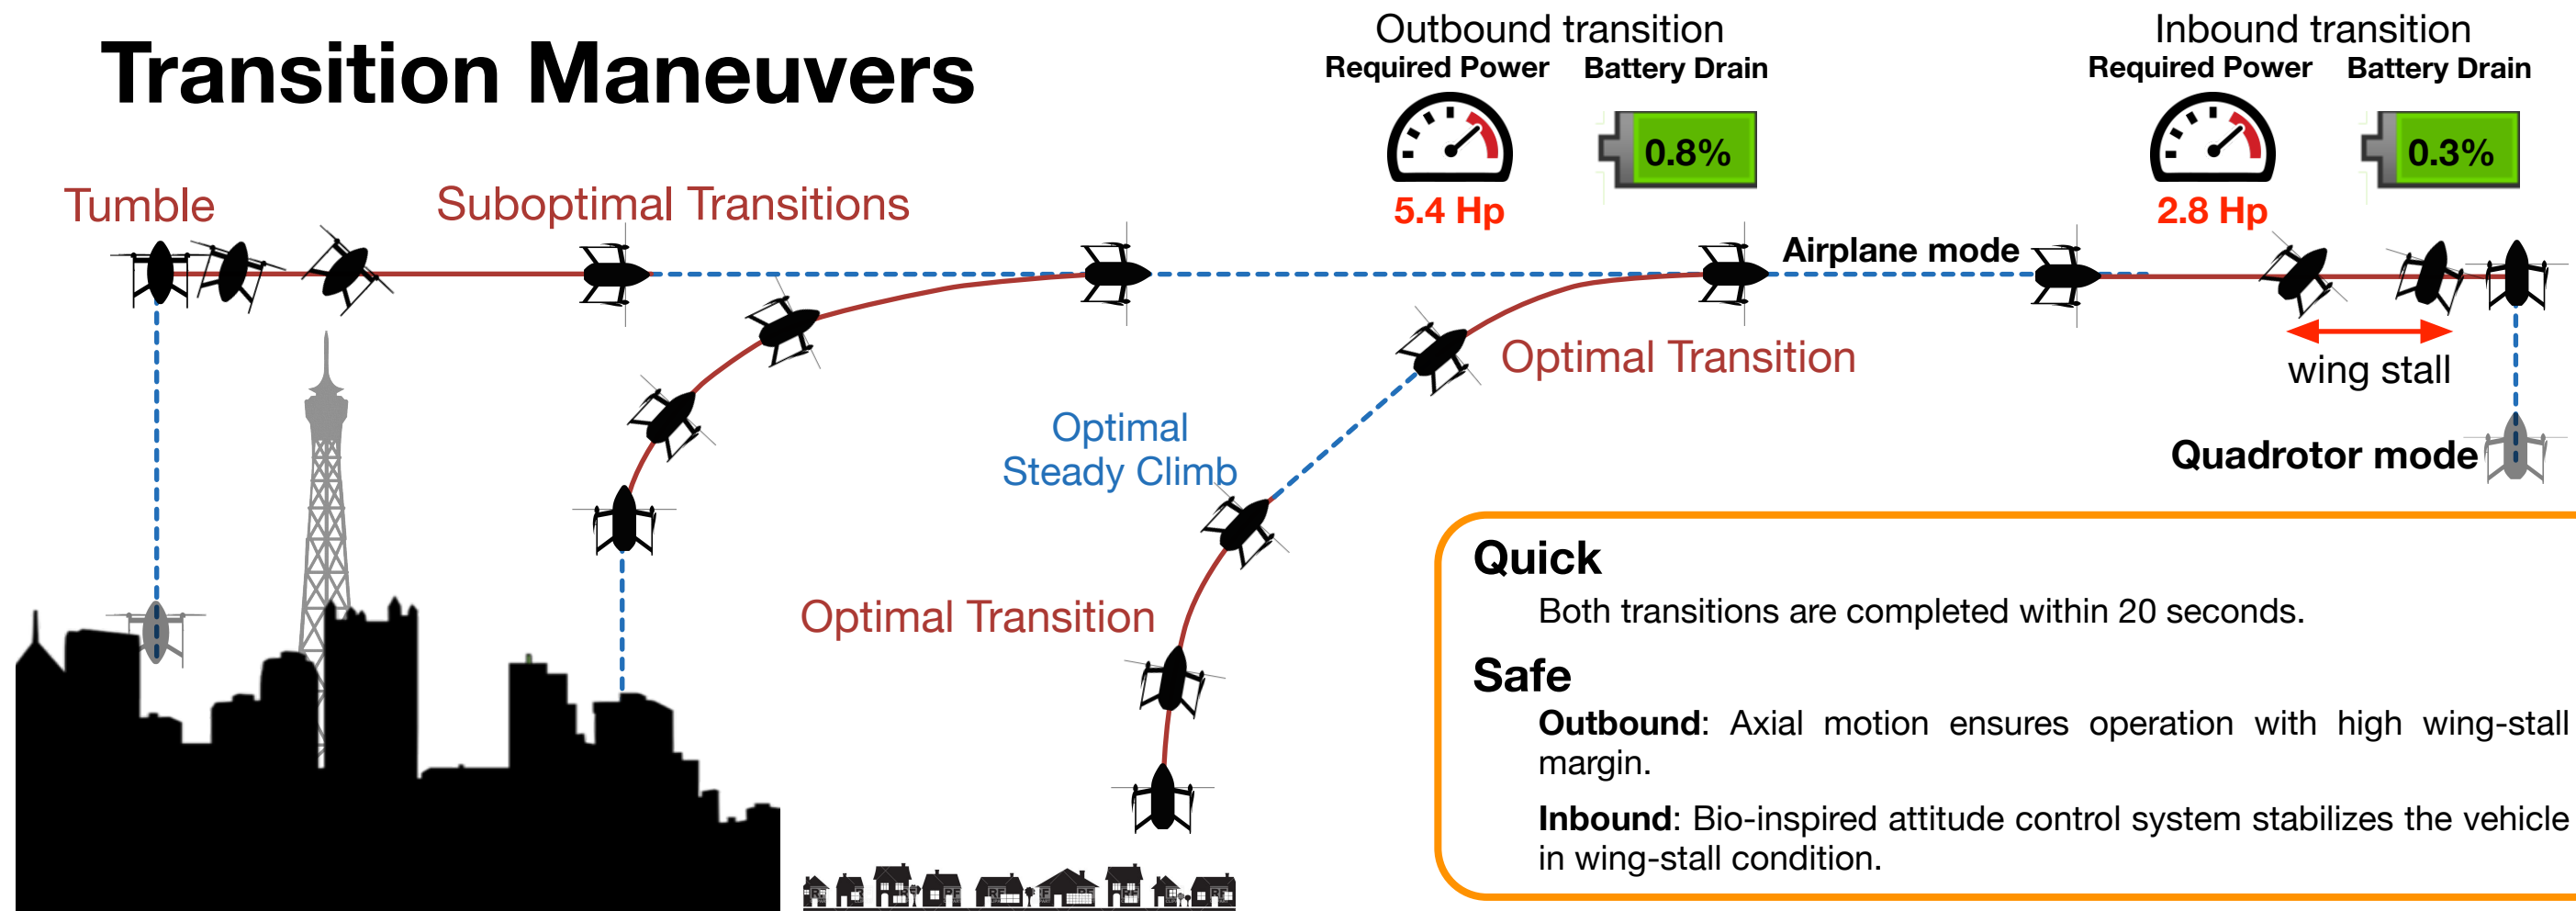 Transition Maneuvers
Outbound transition
Required Power Battery Drain
0.8%
5.4 Hp
Inbound transition
Required Power Battery Drain
0.3%
2.8 Hp
Tumble
Suboptimal Transitions
Airplane mode
Optimal Transition
wing stall
Optimal
Steady Climb
Quadrotor mode
Optimal Transition
Quick
Both transitions are completed within 20 seconds.
Safe
Outbound: Axial motion ensures operation with high wing-stall
margin.
Inbound: Bio-inspired attitude control system stabilizes the vehicle
in wing-stall condition.